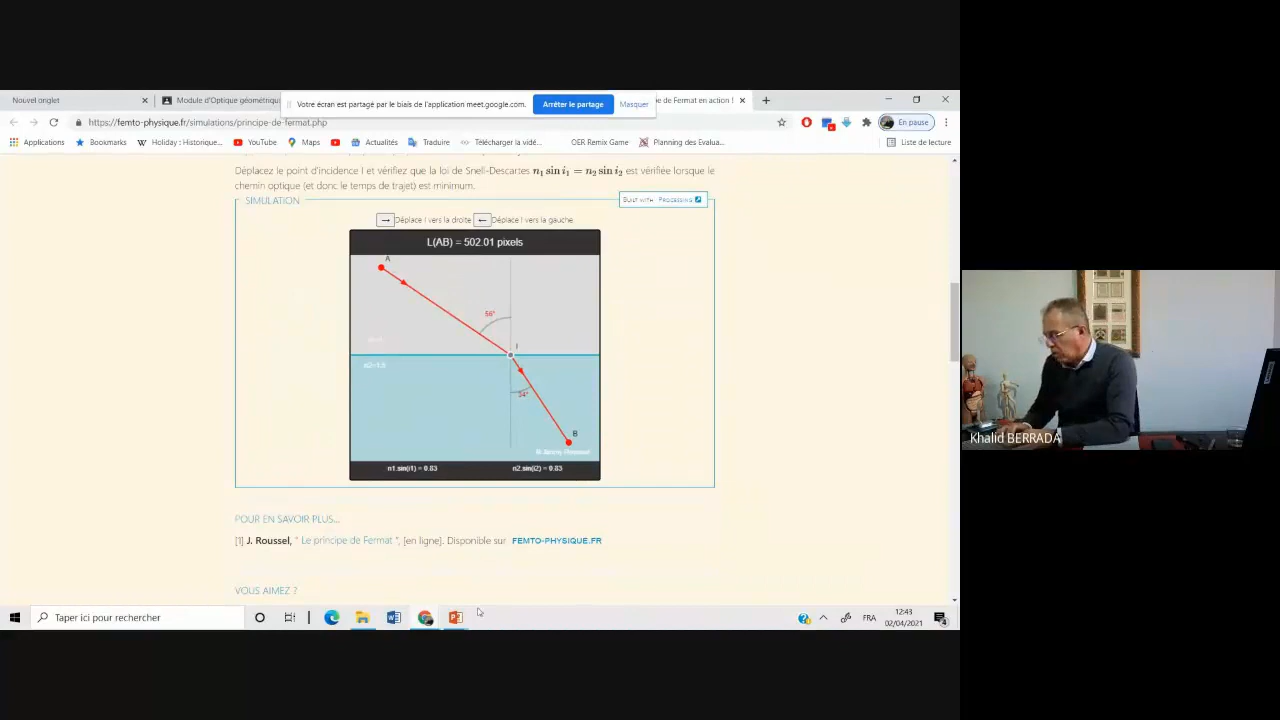 Nouvel onglet
Module d'Optique géométriqu
Votre écran est partagé par le biais de l'application meet.google.com.
Arrêter le partage
Masquer
e de Fermat en action !
https://femto-physique.fr/simulations/principe-de-fermat.php
En pause
Applications
Bookmarks
Holiday : Historique...
YouTube
Maps
Actualités
Traduire
Télécharger la vidé...
OER Remix Game
Planning des Evalua...
Liste de lecture
Déplacez le point d'incidence I et vérifiez que la loi de Snell-Descartes n₁ sin i₁ = n₂ sin i₂ est vérifiée lorsque le
chemin optique (et donc le temps de trajet) est minimum.
SIMULATION
BUILT WITH PROCESSING
→ Déplace I vers la droite ← Déplace I vers la gauche
L(AB) = 502.01 pixels
A
56°
I
n2=1.5
34°
B
n1.sin(i1) = 0.83
n2.sin(i2) = 0.83
POUR EN SAVOIR PLUS...
[1] J. Roussel, " Le principe de Fermat ", [en ligne]. Disponible sur FEMTO-PHYSIQUE.FR
VOUS AIMEZ ?
Taper ici pour rechercher
FRA
12:43
02/04/2021
Khalid BERRADA